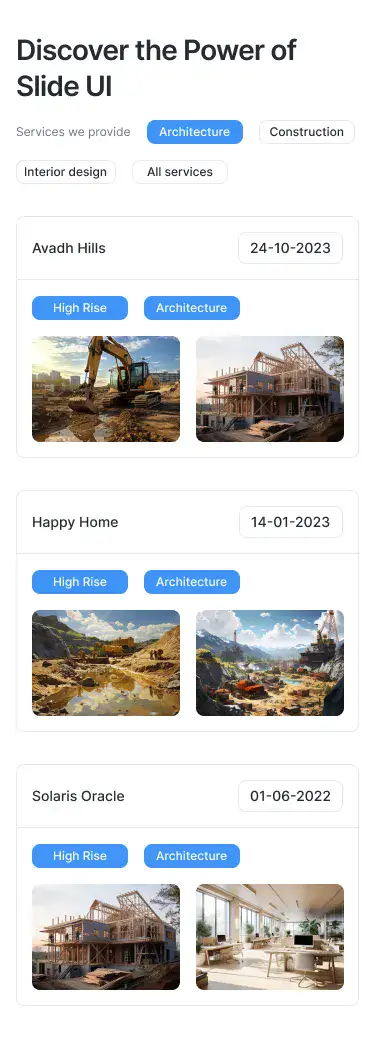 Discover the Power of
Slide UI
Services we provide Architecture Construction
Interior design All services
Avadh Hills 24-10-2023
High Rise Architecture
Happy Home 14-01-2023
High Rise Architecture
Solaris Oracle 01-06-2022
High Rise Architecture